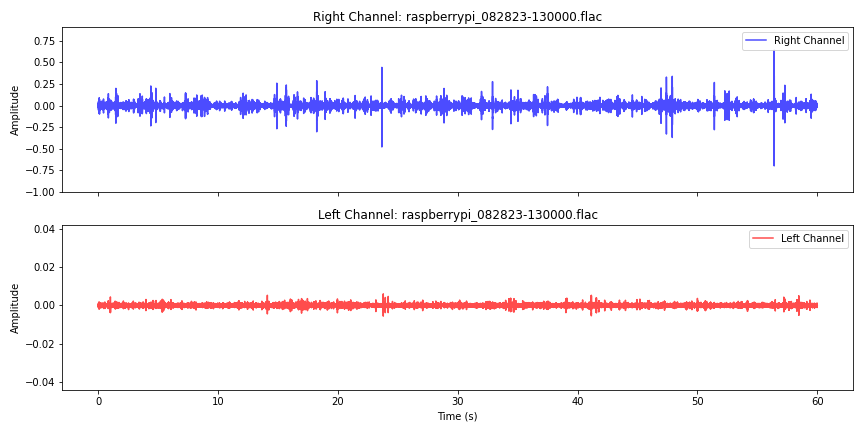 Right Channel: raspberrypi_082823-130000.flac
Right Channel
Amplitude
0.75
0.50
0.25
0.00
−0.25
−0.50
−0.75
−1.00
Left Channel: raspberrypi_082823-130000.flac
Left Channel
Amplitude
0.04
0.02
0.00
−0.02
−0.04
0 10 20 30 40 50 60
Time (s)